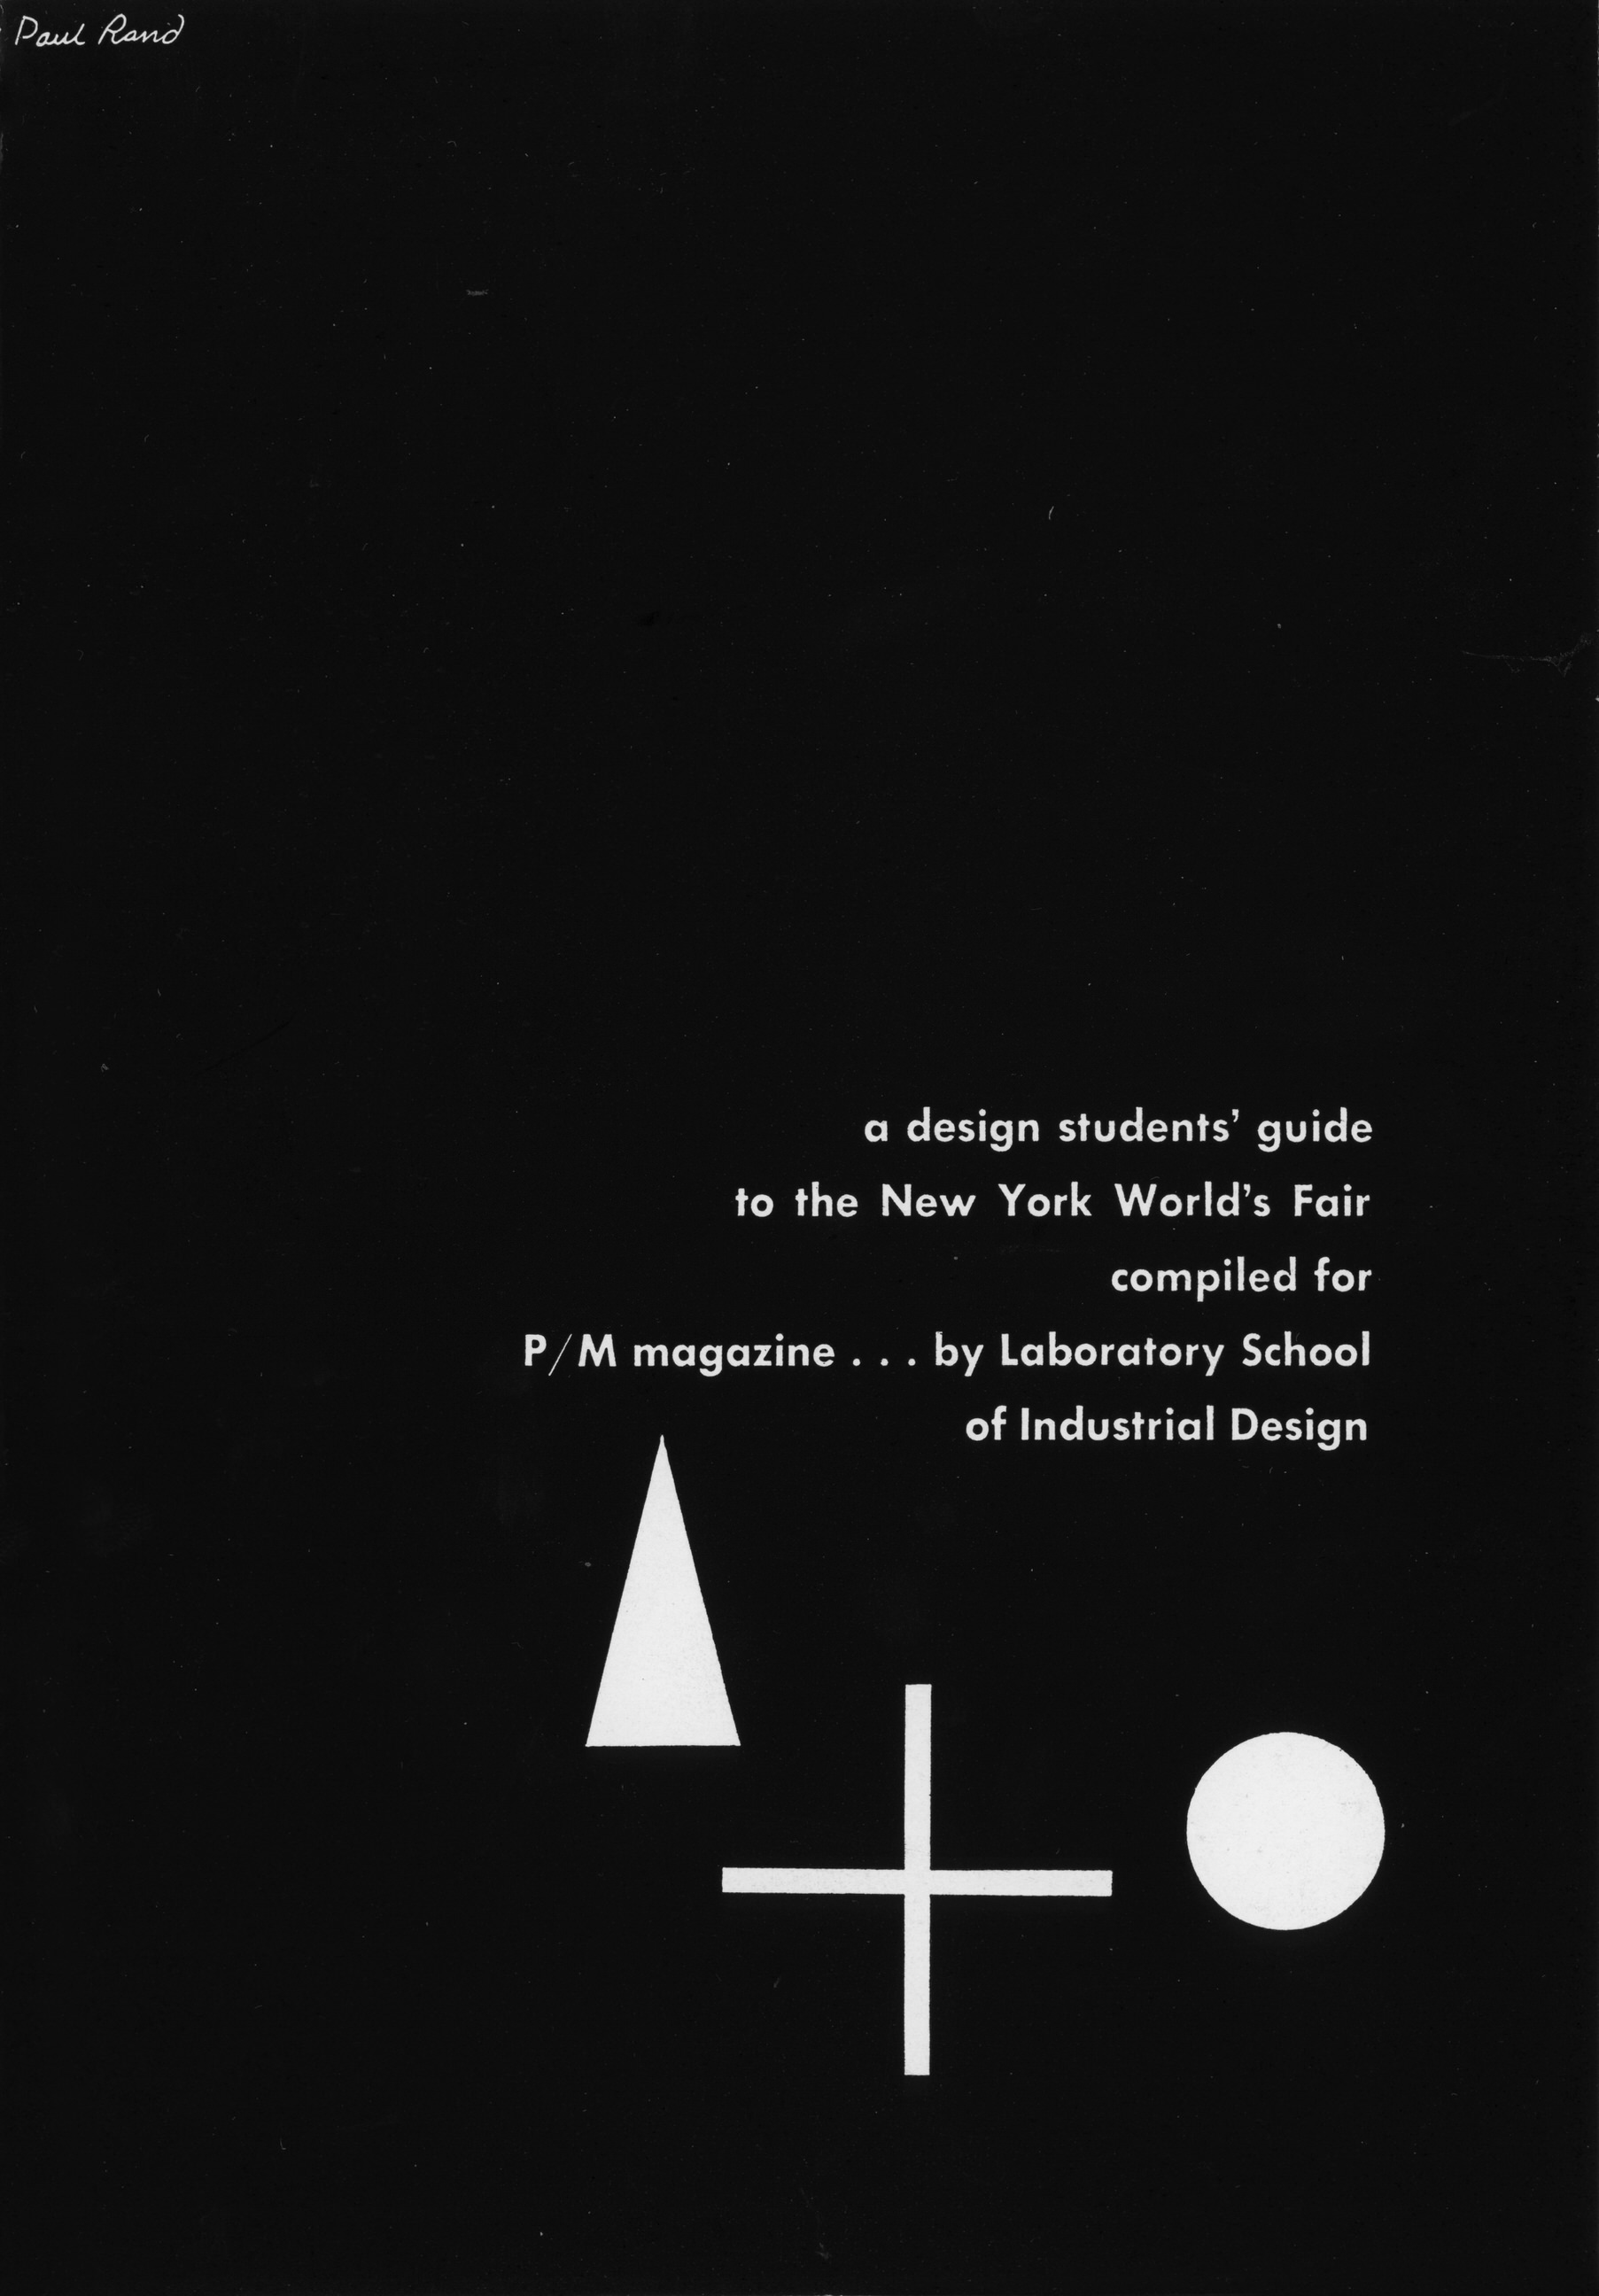 Paul Rand
a design students’ guide
to the New York World’s Fair
compiled for
P/M magazine . . . by Laboratory School
of Industrial Design